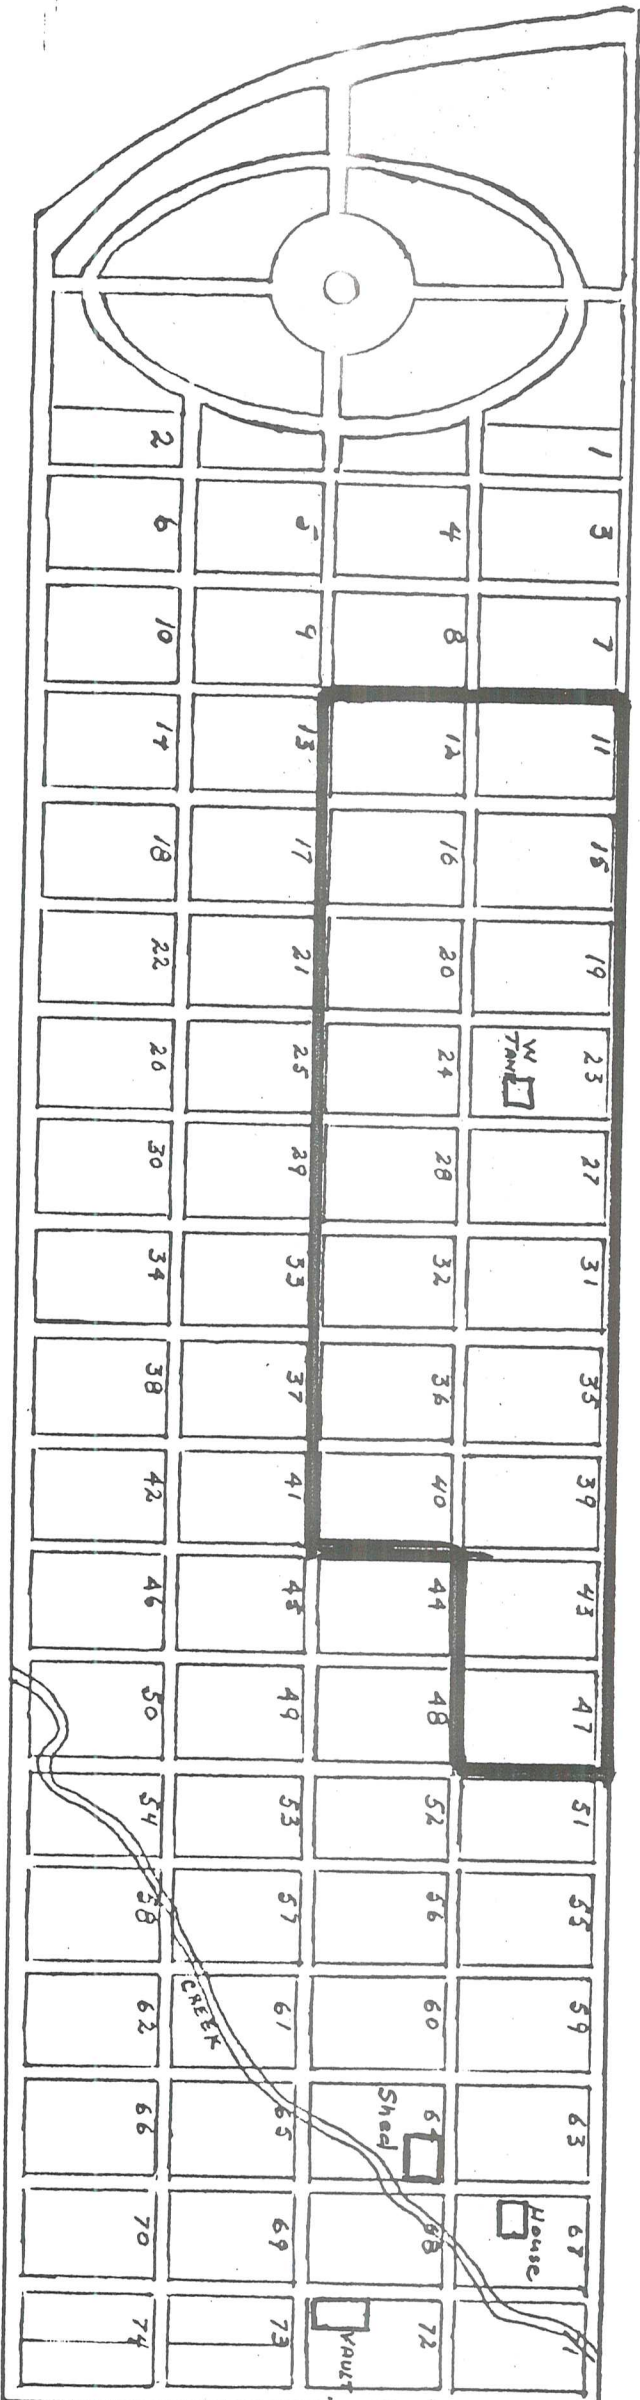 1 3 7 11 15 19 23 27 31 35 39 43 47 51 55 59 63 67 71
W
TANK
House
4 8 12 16 20 24 28 32 36 40 44 48 52 56 60 64 68 72
Shed
VAULT
5 9 13 17 21 25 29 33 37 41 45 49 53 57 61 65 69 73
CREEK
2 6 10 14 18 22 26 30 34 38 42 46 50 54 58 62 66 70 74